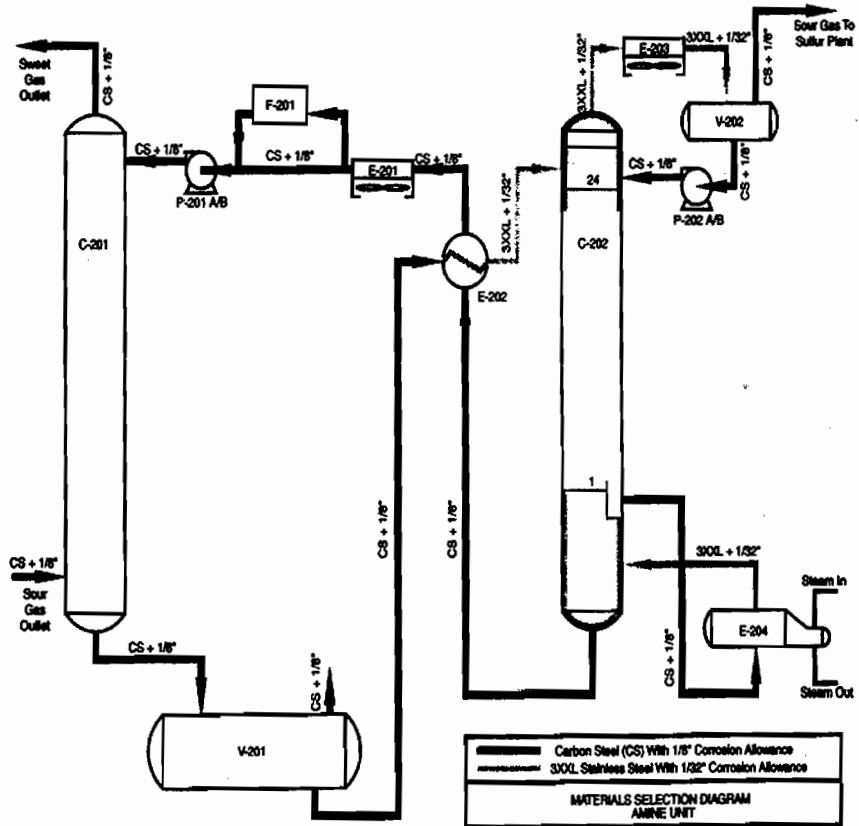 Sweet
Gas
Outlet
CS + 1/8"
F-201
CS + 1/8"
CS + 1/8"
P-201 A/B
E-201
CS + 1/8"
C-201
CS + 1/8"
Sour
Gas
Outlet
CS + 1/8"
V-201
CS + 1/8"
CS + 1/8"
E-202
CS + 1/8"
3XXL + 1/32"
3XXL + 1/32"
E-203
3XXL + 1/32"
CS + 1/8"
Sour Gas To
Sulfur Plant
V-202
CS + 1/8"
CS + 1/8"
P-202 A/B
24
C-202
1
3XXL + 1/32"
CS + 1/8"
Steam In
E-204
Steam Out
Carbon Steel (CS) With 1/8" Corrosion Allowance
3XXL Stainless Steel With 1/32" Corrosion Allowance
MATERIALS SELECTION DIAGRAM
AMINE UNIT